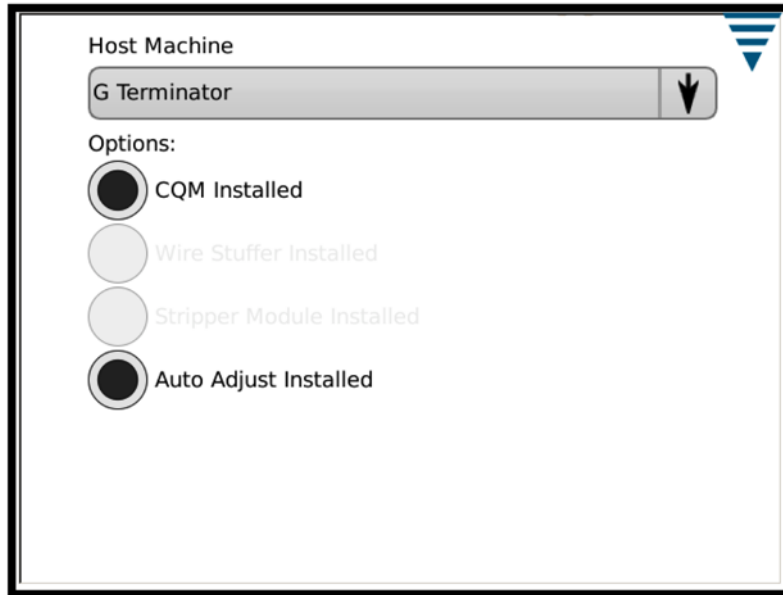 Host Machine
G Terminator
Options:
CQM Installed
Wire Stuffer Installed
Stripper Module Installed
Auto Adjust Installed